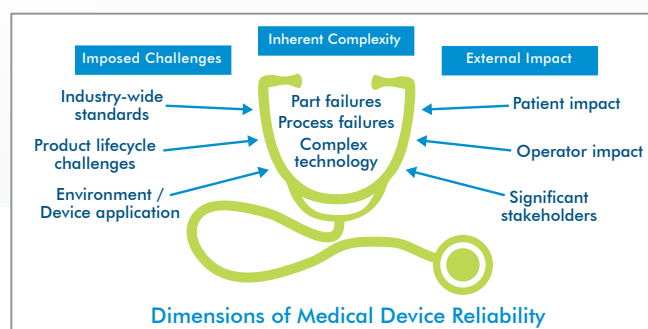 Inherent Complexity
Imposed Challenges
External Impact
Industry-wide
standards
Product lifecycle
challenges
Environment /
Device application
Part failures
Process failures
Complex
technology
Patient impact
Operator impact
Significant
stakeholders
Dimensions of Medical Device Reliability